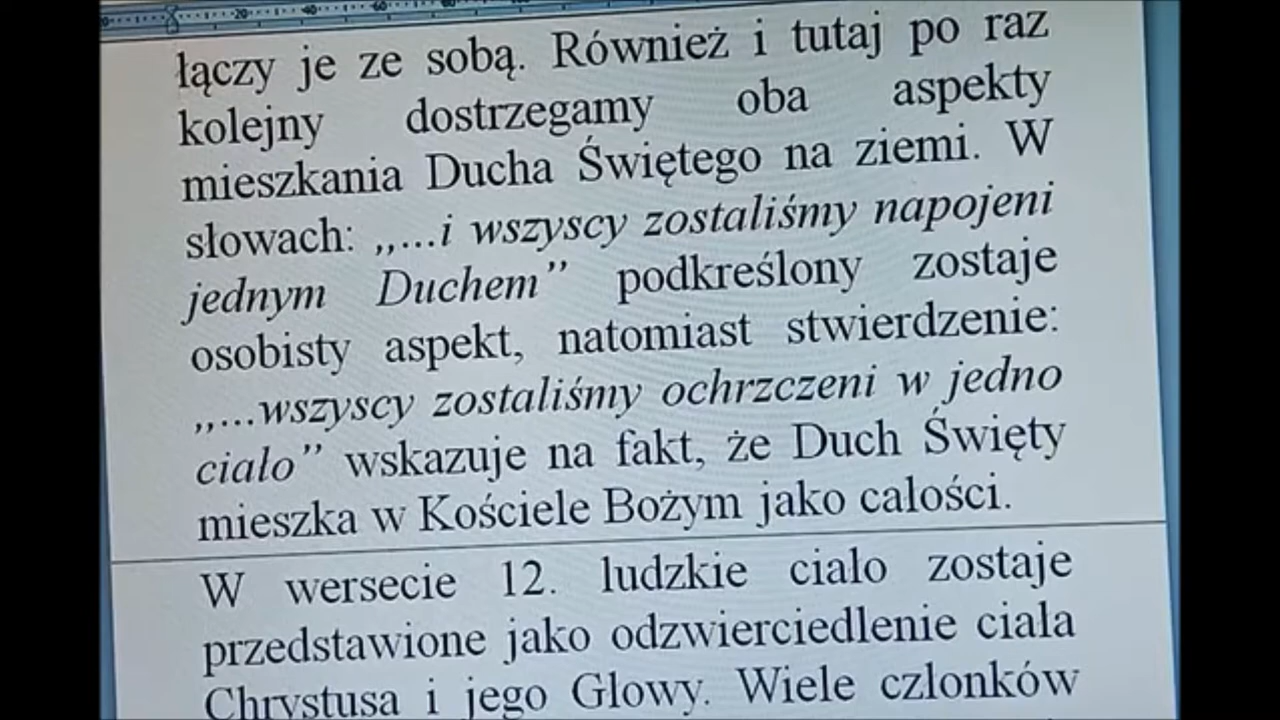 łączy je ze sobą. Również i tutaj po raz
kolejny dostrzegamy oba aspekty
mieszkania Ducha Świętego na ziemi. W
słowach: „...i wszyscy zostaliśmy napojeni
jednym Duchem” podkreślony zostaje
osobisty aspekt, natomiast stwierdzenie:
„...wszyscy zostaliśmy ochrzczeni w jedno
ciało” wskazuje na fakt, że Duch Święty
mieszka w Kościele Bożym jako całości.
W wersecie 12. ludzkie ciało zostaje
przedstawione jako odzwierciedlenie ciała
Chrystusa i jego Głowy. Wiele członków